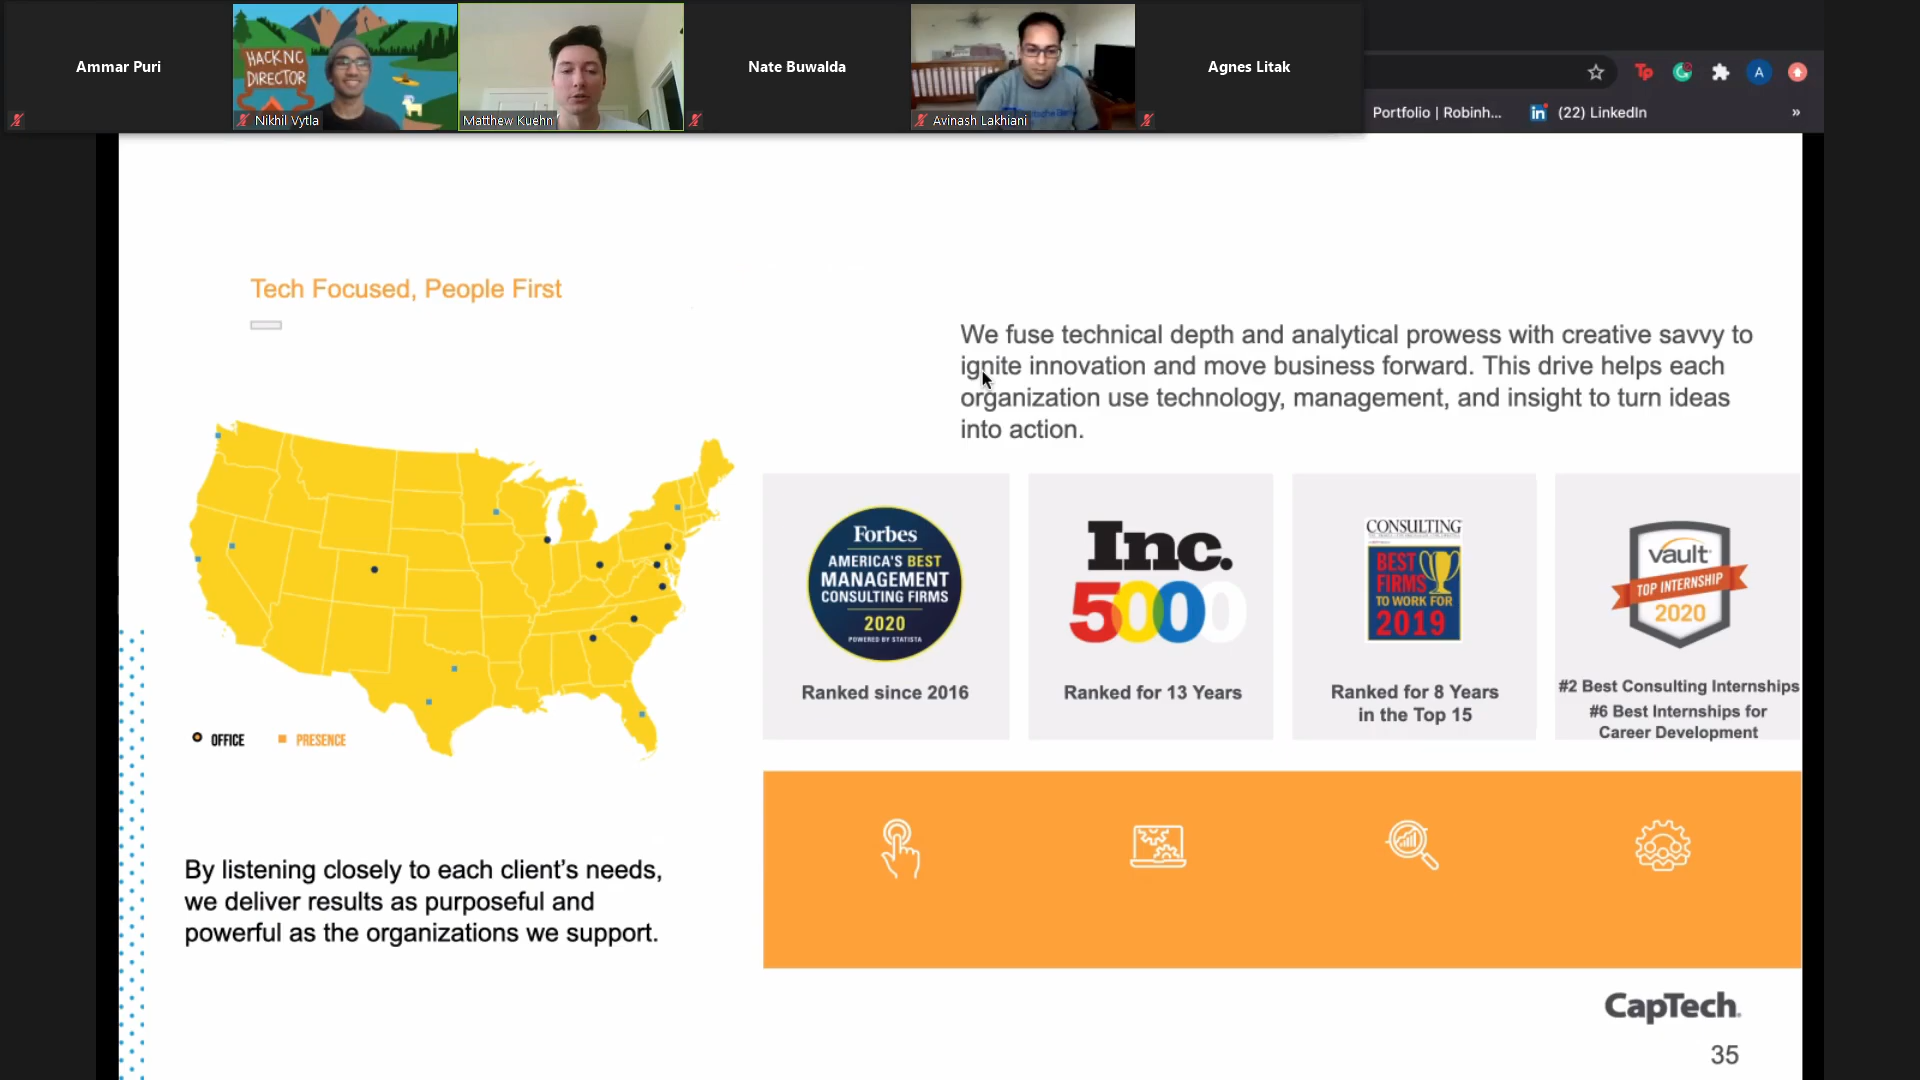 Ammar Puri
HACK NC
DIRECTOR
Nikhil Vytla
Matthew Kuehn
Nate Buwalda
Avinash Lakhiani
Agnes Litak
Tp
A
Portfolio | Robinh...
in
(22) LinkedIn
»
Tech Focused, People First
We fuse technical depth and analytical prowess with creative savvy to
ignite innovation and move business forward. This drive helps each
organization use technology, management, and insight to turn ideas
into action.
OFFICE
PRESENCE
Forbes
AMERICA'S BEST
MANAGEMENT
CONSULTING FIRMS
2020
POWERED BY STATISTA
Ranked since 2016
Inc.
5000
Ranked for 13 Years
CONSULTING
BEST
FIRMS
TO WORK FOR
2019
Ranked for 8 Years
in the Top 15
vault
TOP INTERNSHIP
2020
#2 Best Consulting Internships
#6 Best Internships for
Career Development
By listening closely to each client’s needs,
we deliver results as purposeful and
powerful as the organizations we support.
CapTech.
35